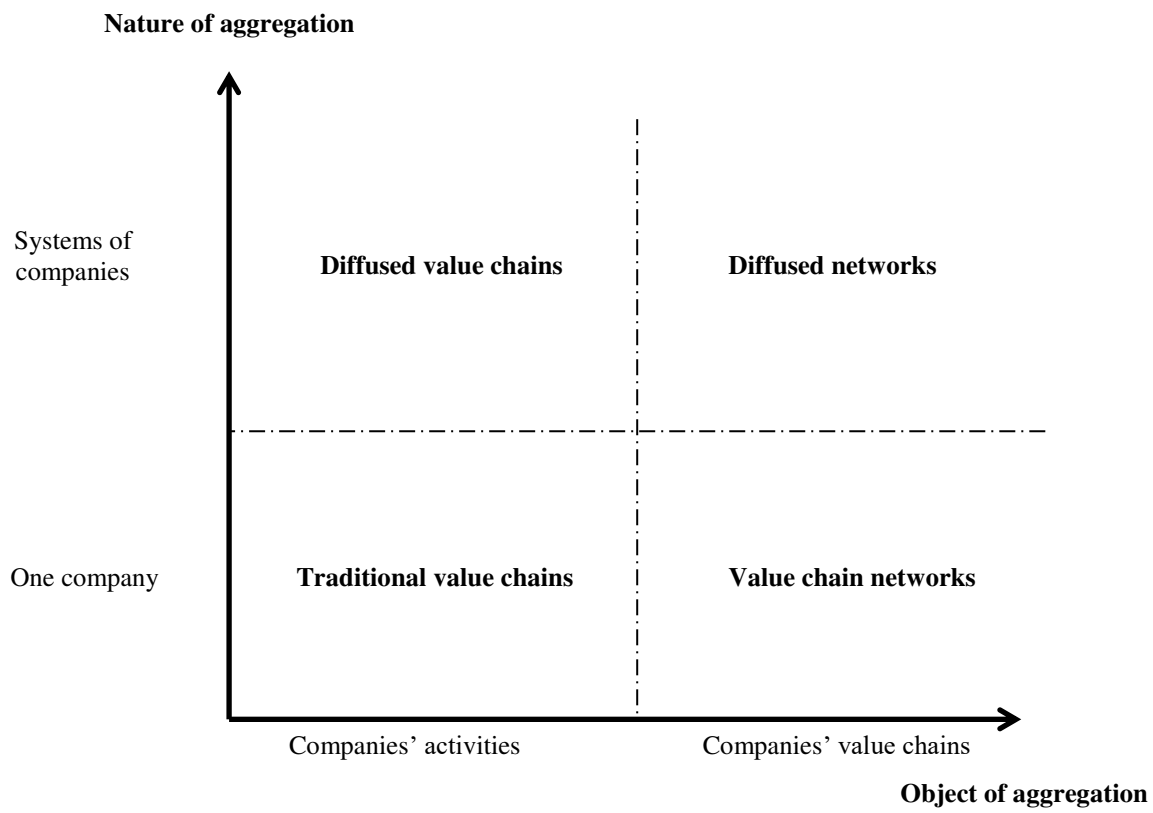 Nature of aggregation
Systems of
companies
Diffused value chains
Diffused networks
One company
Traditional value chains
Value chain networks
Companies’ activities
Companies’ value chains
Object of aggregation